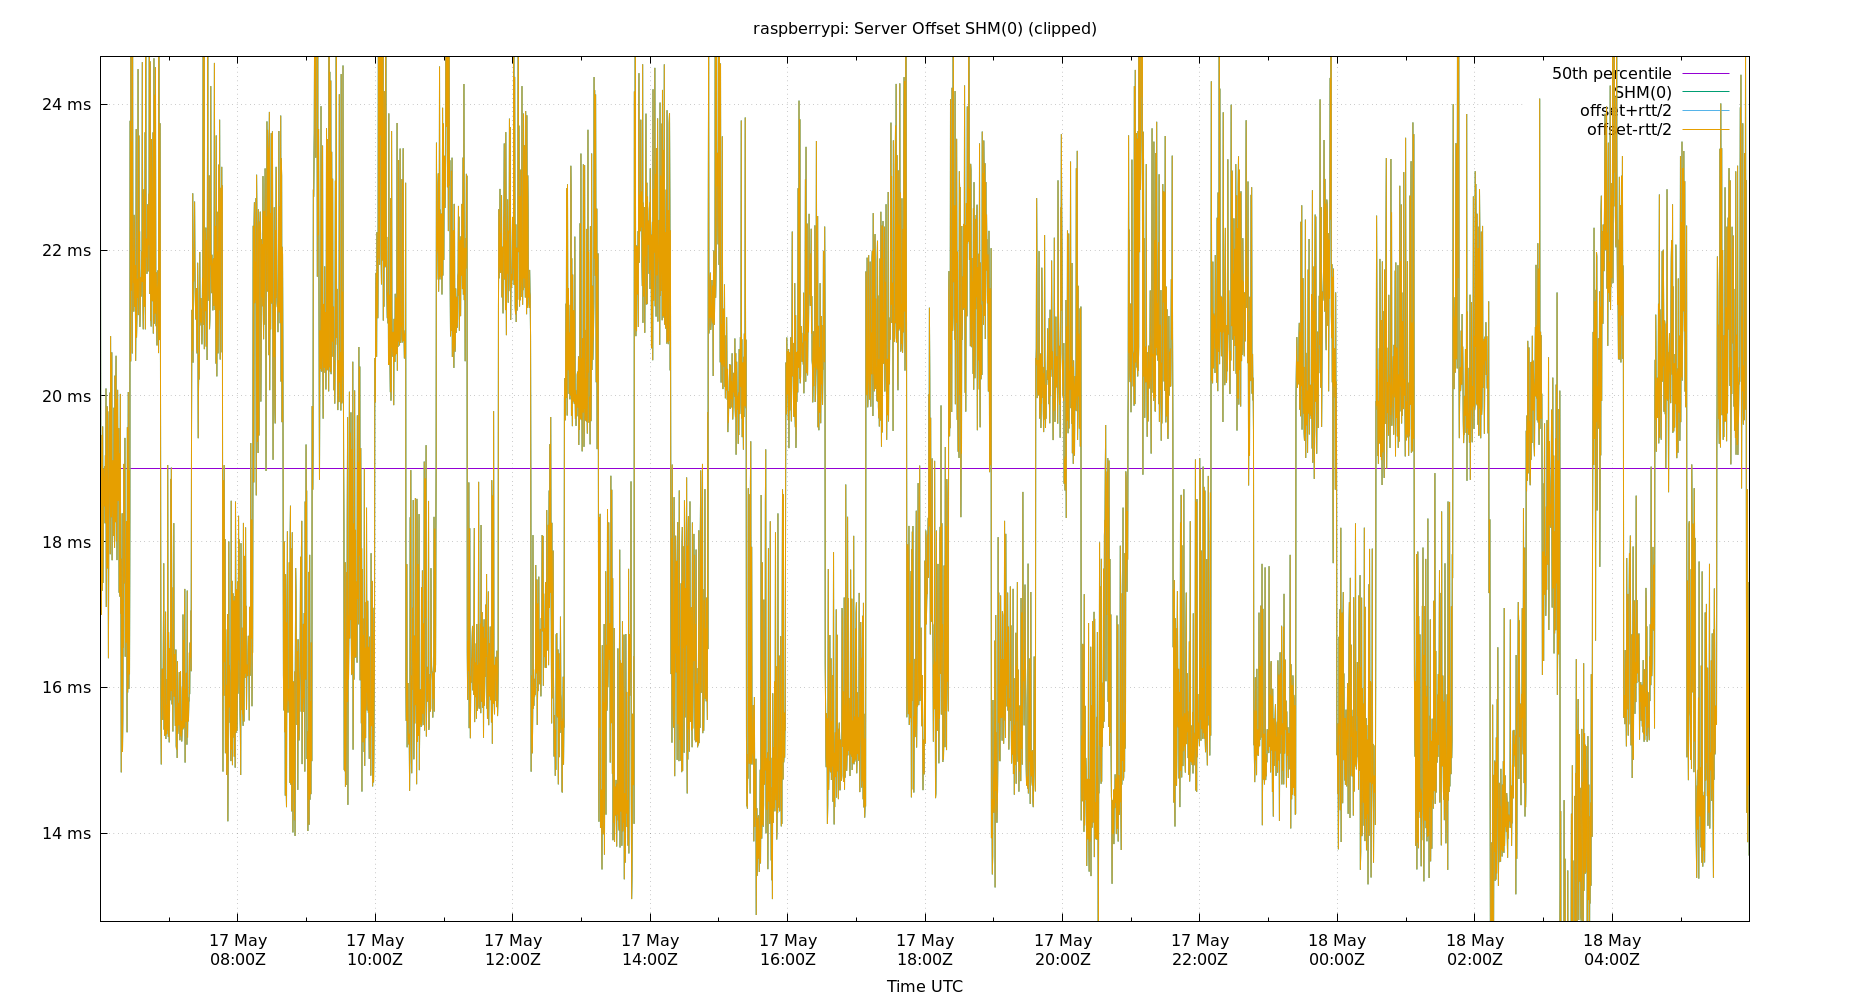 raspberrypi: Server Offset SHM(0) (clipped)
50th percentile
SHM(0)
offset+rtt/2
offset-rtt/2
24 ms
22 ms
20 ms
18 ms
16 ms
14 ms
17 May 17 May 17 May 17 May 17 May 17 May 17 May 17 May 18 May 18 May 18 May
08:00Z 10:00Z 12:00Z 14:00Z 16:00Z 18:00Z 20:00Z 22:00Z 00:00Z 02:00Z 04:00Z
Time UTC